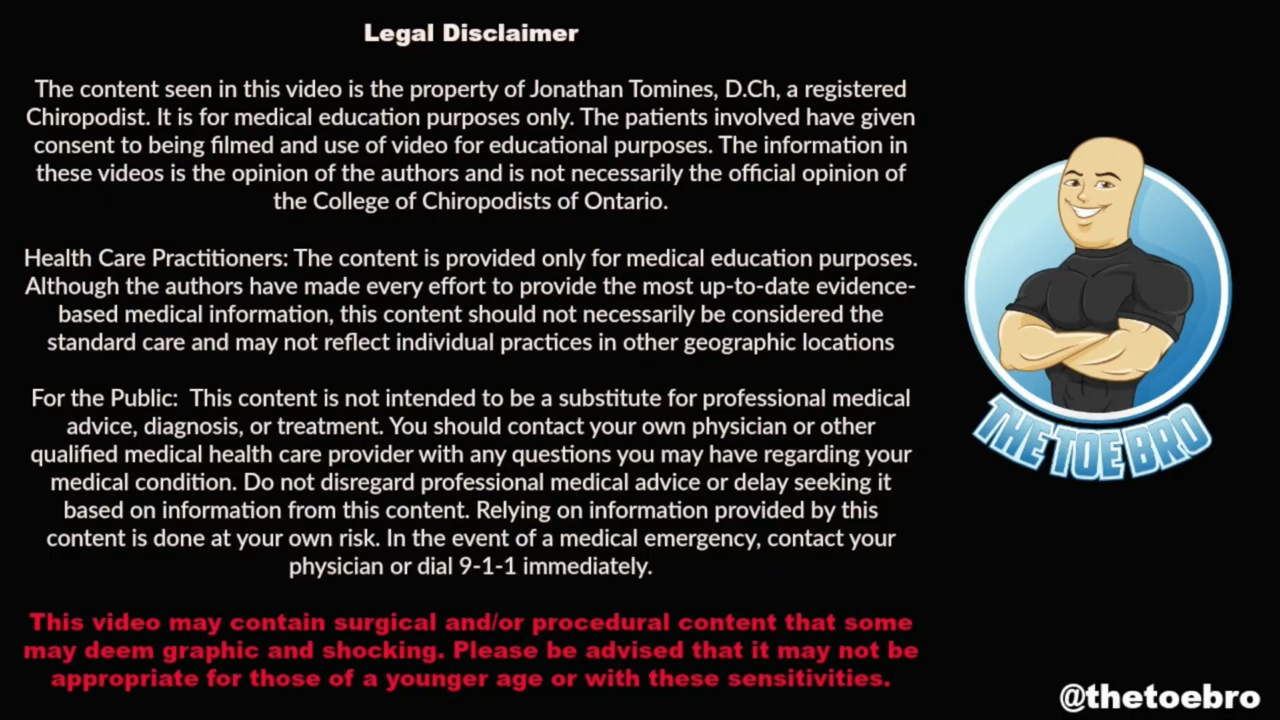 Legal Disclaimer
The content seen in this video is the property of Jonathan Tomines, D.Ch, a registered
Chiropodist. It is for medical education purposes only. The patients involved have given
consent to being filmed and use of video for educational purposes. The information in
these videos is the opinion of the authors and is not necessarily the official opinion of
the College of Chiropodists of Ontario.
Health Care Practitioners: The content is provided only for medical education purposes.
Although the authors have made every effort to provide the most up-to-date evidence-
based medical information, this content should not necessarily be considered the
standard care and may not reflect individual practices in other geographic locations
For the Public: This content is not intended to be a substitute for professional medical
advice, diagnosis, or treatment. You should contact your own physician or other
qualified medical health care provider with any questions you may have regarding your
medical condition. Do not disregard professional medical advice or delay seeking it
based on information from this content. Relying on information provided by this
content is done at your own risk. In the event of a medical emergency, contact your
physician or dial 9-1-1 immediately.
This video may contain surgical and/or procedural content that some
may deem graphic and shocking. Please be advised that it may not be
appropriate for those of a younger age or with these sensitivities.
THE TOE BRO
@thetoebro